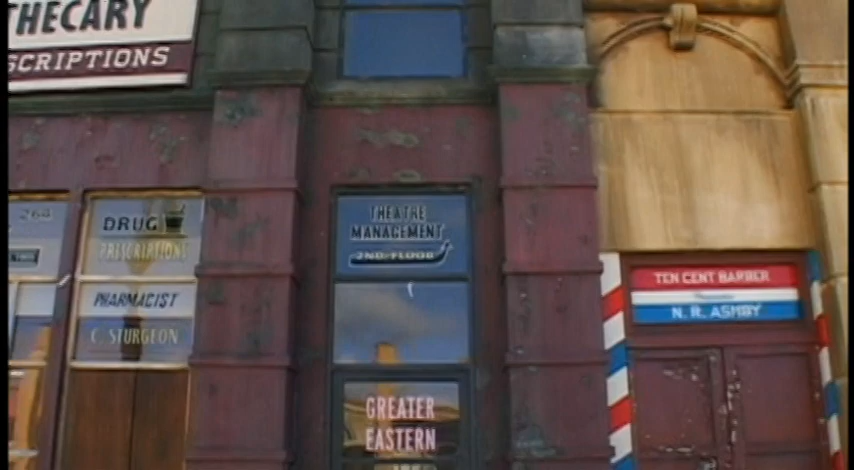 THECARY
SCRIPTIONS
264
DRUG
PRESCRIPTIONS
PHARMACIST
C. STURGEON
THEATRE
MANAGEMENT
2ND. FLOOR
GREATER
EASTERN
TEN CENT BARBER
N. R. ASHBY